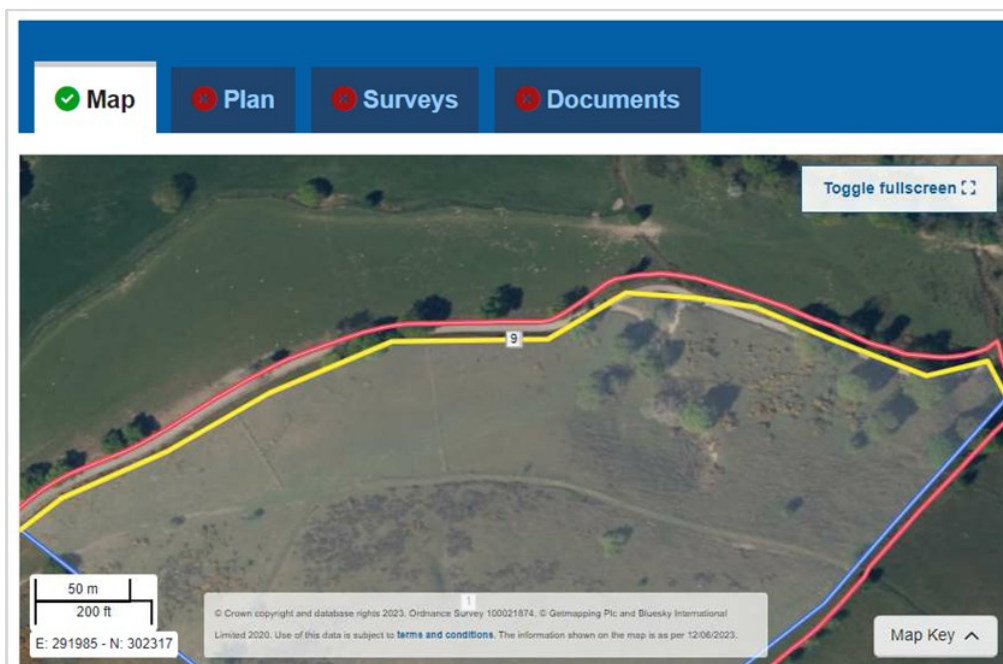 Map
Plan
Surveys
Documents
Toggle fullscreen
9
1
50 m
200 ft
E: 291985 - N: 302317
© Crown copyright and database rights 2023. Ordnance Survey 100021874. © Getmapping Plc and Bluesky International
Limited 2020. Use of this data is subject to terms and conditions. The information shown on the map is as per 12/06/2023.
Map Key